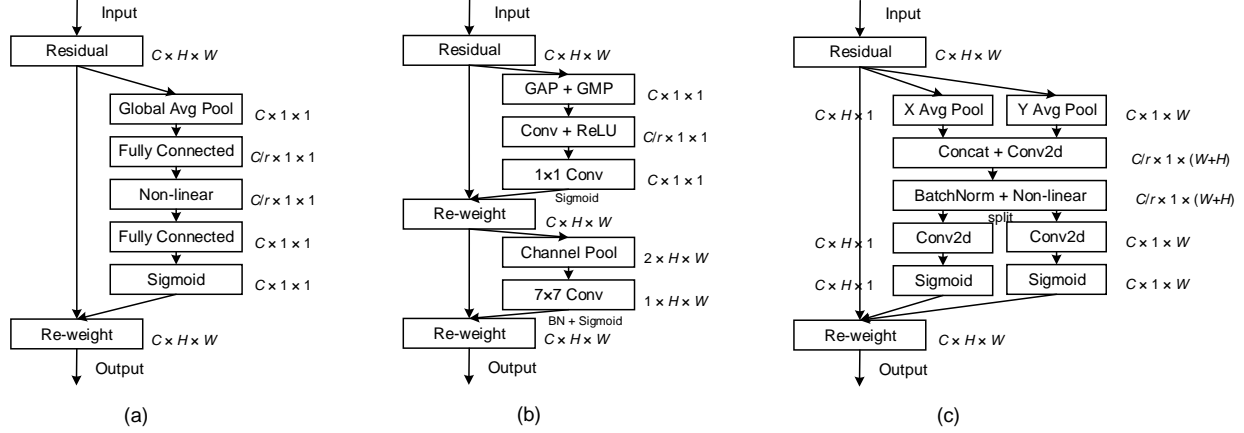 Input
Residual
C × H × W
Global Avg Pool
C × 1 × 1
Fully Connected
C/r × 1 × 1
Non-linear
C/r × 1 × 1
Fully Connected
C × 1 × 1
Sigmoid
C × 1 × 1
Re-weight
C × H × W
Output
(a)
Input
Residual
C × H × W
GAP + GMP
C × 1 × 1
Conv + ReLU
C/r × 1 × 1
1×1 Conv
C × 1 × 1
Sigmoid
Re-weight
C × H × W
Channel Pool
2 × H × W
7×7 Conv
1 × H × W
BN + Sigmoid
Re-weight
C × H × W
Output
(b)
Input
Residual
C × H × W
C × H × 1
X Avg Pool
Y Avg Pool
C × 1 × W
Concat + Conv2d
C/r × 1 × (W+H)
BatchNorm + Non-linear
C/r × 1 × (W+H)
split
C × H × 1
Conv2d
Conv2d
C × 1 × W
C × H × 1
Sigmoid
Sigmoid
C × 1 × W
Re-weight
C × H × W
Output
(c)